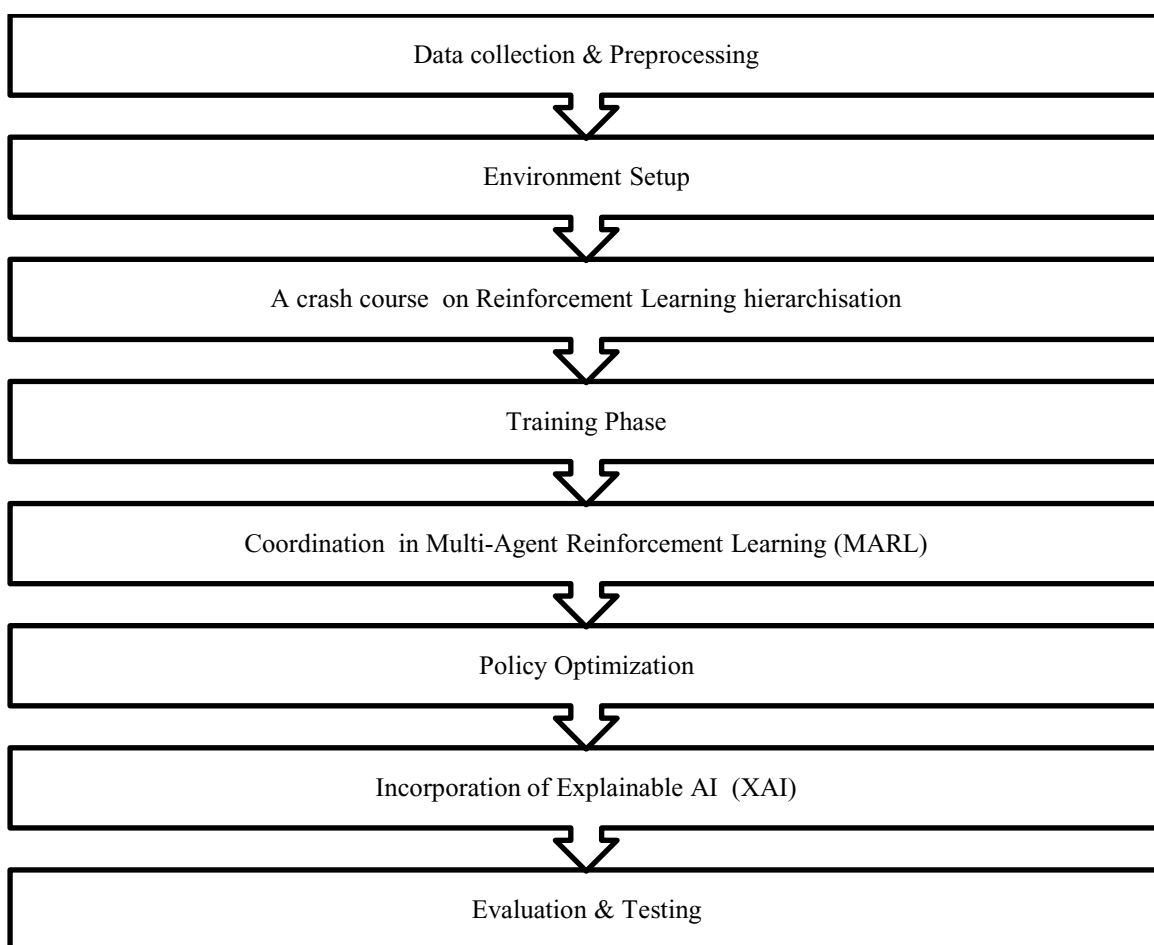 Data collection & Preprocessing
Environment Setup
A crash course on Reinforcement Learning hierarchisation
Training Phase
Coordination in Multi-Agent Reinforcement Learning (MARL)
Policy Optimization
Incorporation of Explainable AI (XAI)
Evaluation & Testing